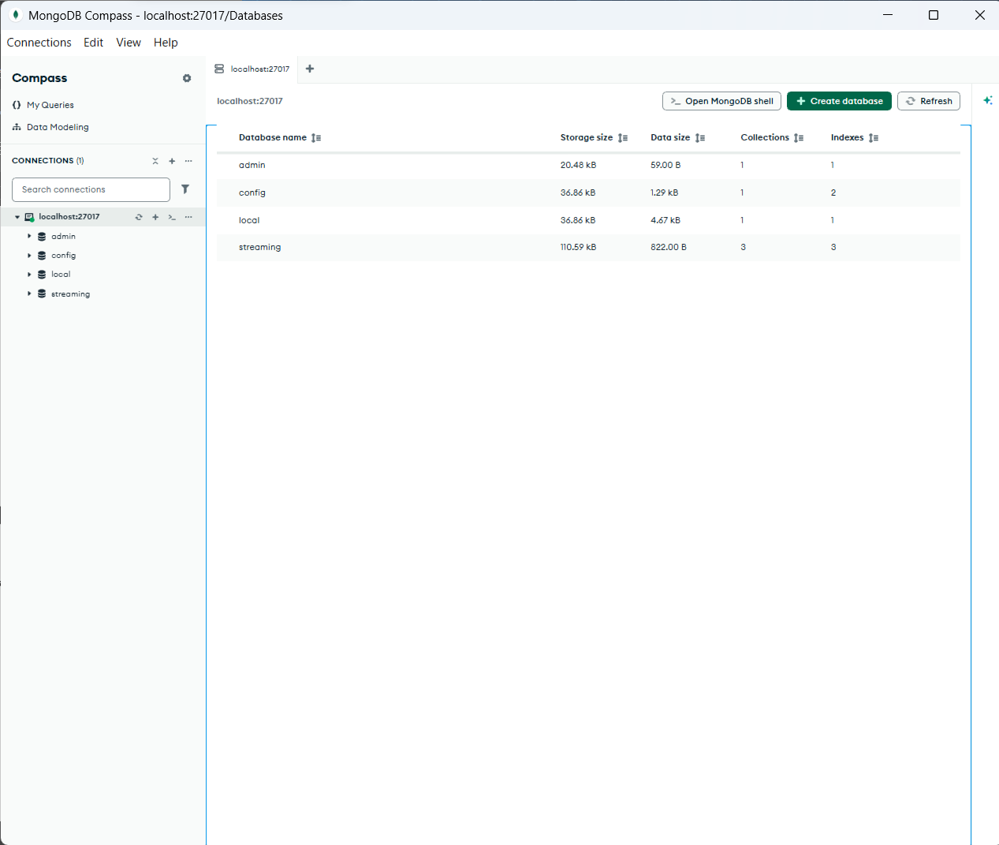 MongoDB Compass - localhost:27017/Databases
Connections Edit View Help
Compass
My Queries
Data Modeling
CONNECTIONS (1)
Search connections
localhost:27017
admin
config
local
streaming
localhost:27017
localhost:27017
Open MongoDB shell
Create database
Refresh
Database name Storage size Data size Collections Indexes
admin 20.48 kB 59.00 B 1 1
config 36.86 kB 1.29 kB 1 2
local 36.86 kB 4.67 kB 1 1
streaming 110.59 kB 822.00 B 3 3